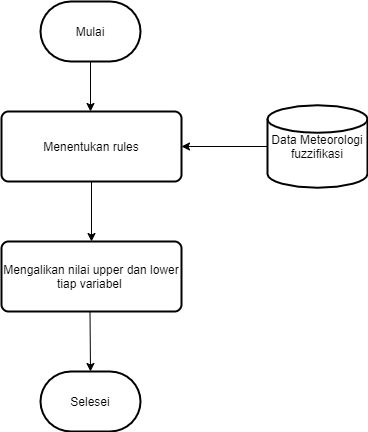 Mulai
Menentukan rules
Data Meteorologi
fuzzifikasi
Mengalikan nilai upper dan lower
tiap variabel
Selesei